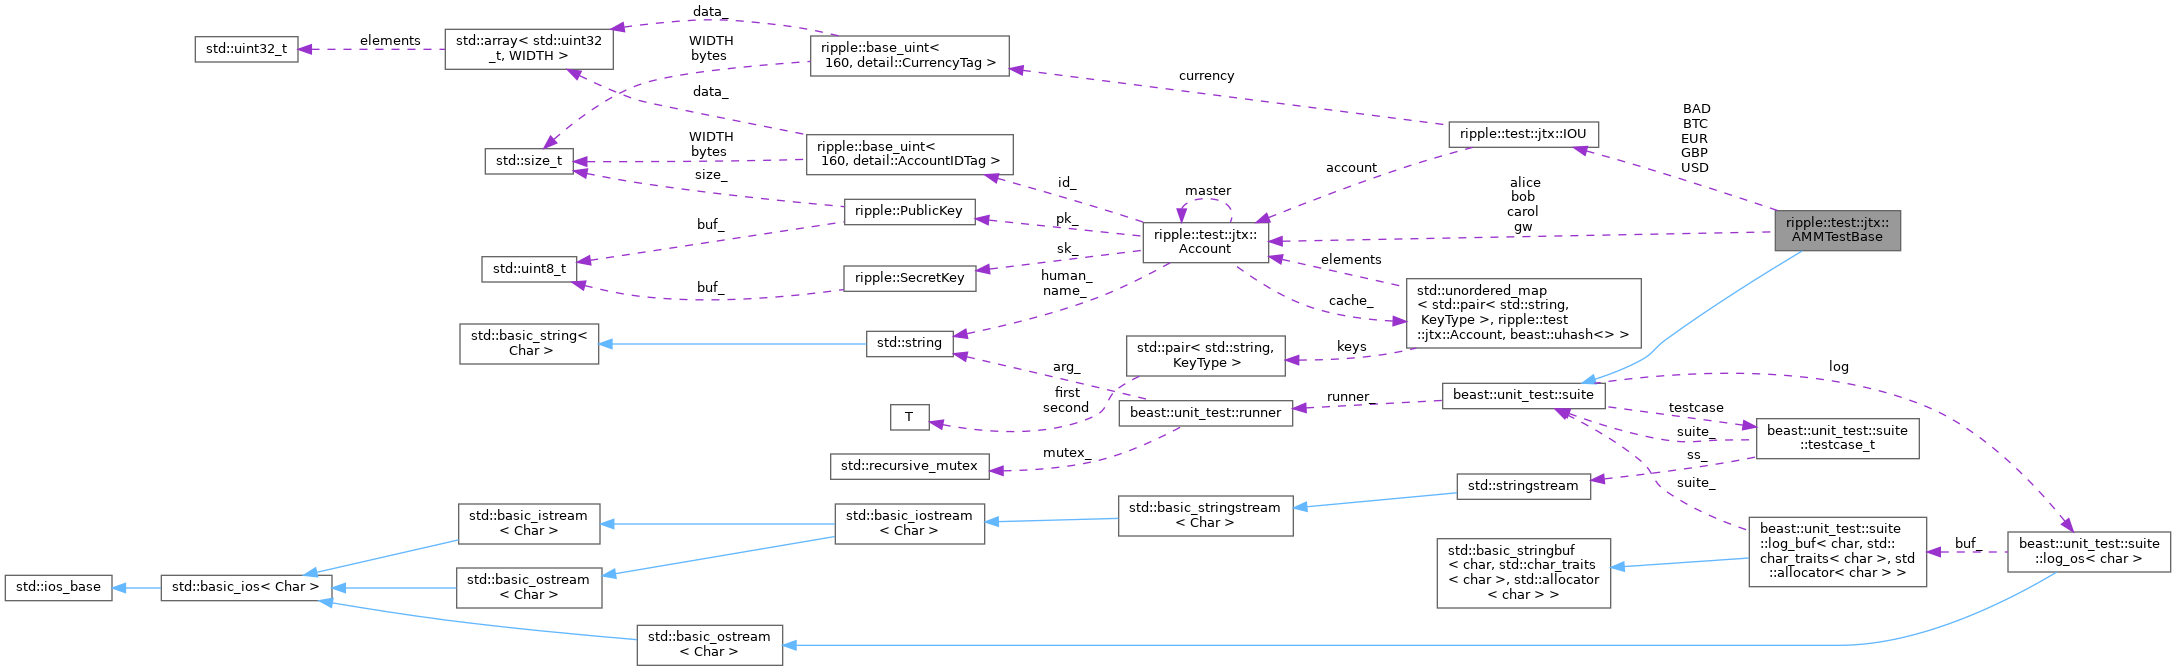 data_
std::uint32_t
elements
std::array< std::uint32
_t, WIDTH >
WIDTH
bytes
ripple::base_uint<
160, detail::CurrencyTag >
currency
data_
BAD
BTC
EUR
GBP
USD
ripple::test::jtx::IOU
std::size_t
WIDTH
bytes
size_
ripple::base_uint<
160, detail::AccountIDTag >
id_
account
master
alice
bob
carol
gw
ripple::PublicKey
pk_
ripple::test::jtx::
Account
ripple::test::jtx::
AMMTestBase
buf_
std::uint8_t
buf_
ripple::SecretKey
sk_
human_
name_
elements
cache_
std::unordered_map
< std::pair< std::string,
KeyType >, ripple::test
::jtx::Account, beast::uhash<> >
std::basic_string<
Char >
std::string
std::pair< std::string,
KeyType >
keys
arg_
first
second
T
beast::unit_test::runner
runner_
beast::unit_test::suite
log
testcase
suite_
ss_
suite_
beast::unit_test::suite
::testcase_t
mutex_
std::recursive_mutex
std::stringstream
std::basic_stringstream
< Char >
std::basic_iostream
< Char >
std::basic_istream
< Char >
std::basic_ostream
< Char >
std::ios_base
std::basic_ios< Char >
std::basic_stringbuf
< char, std::char_traits
< char >, std::allocator
< char > >
beast::unit_test::suite
::log_buf< char, std::
char_traits< char >, std
::allocator< char > >
buf_
beast::unit_test::suite
::log_os< char >
std::basic_ostream
< Char >